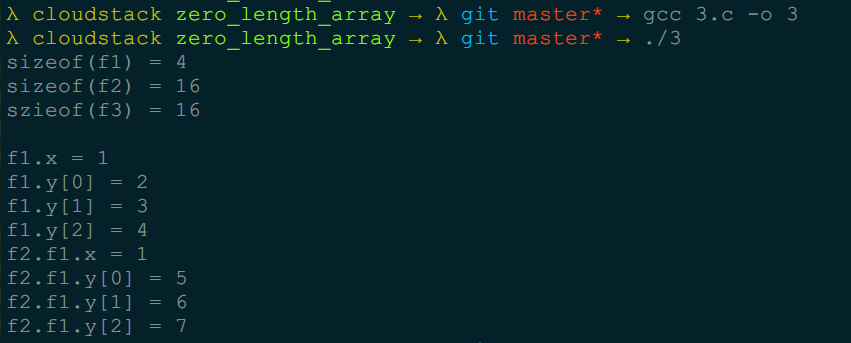 λ cloudstack zero_length_array → λ git master* → gcc 3.c -o 3
λ cloudstack zero_length_array → λ git master* → ./3
sizeof(f1) = 4
sizeof(f2) = 16
szieof(f3) = 16

f1.x = 1
f1.y[0] = 2
f1.y[1] = 3
f1.y[2] = 4
f2.f1.x = 1
f2.f1.y[0] = 5
f2.f1.y[1] = 6
f2.f1.y[2] = 7